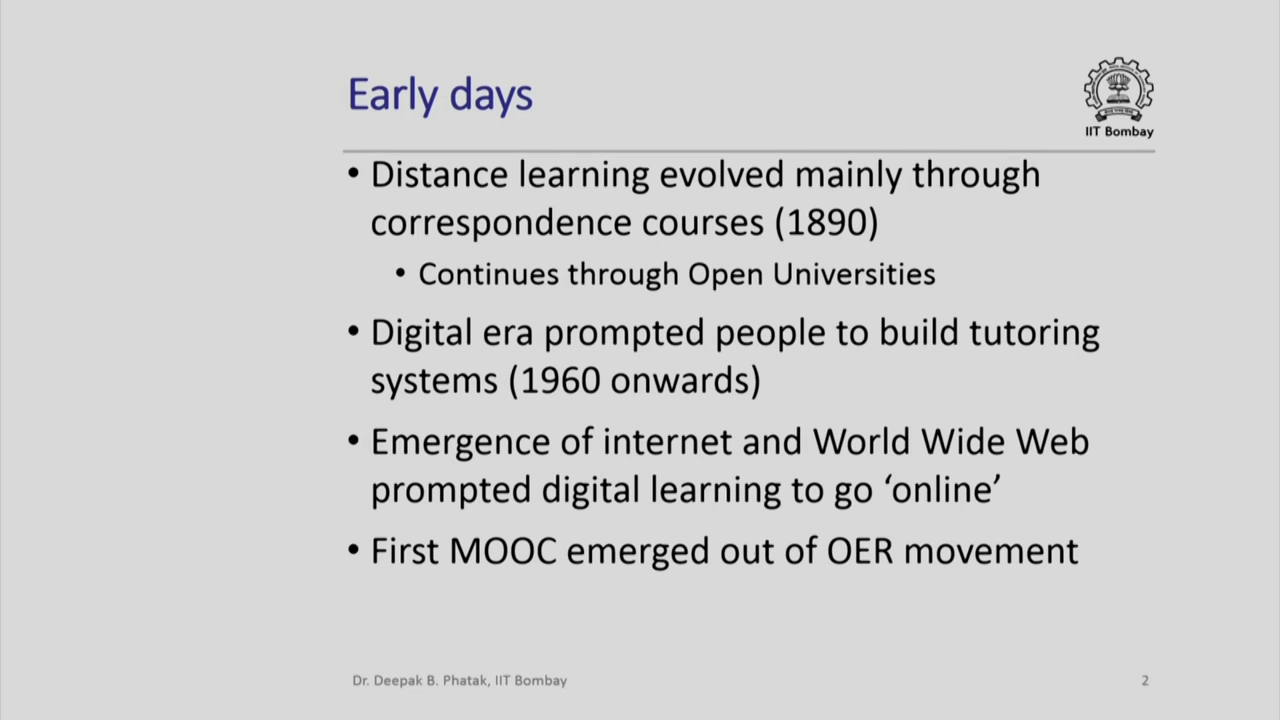 Early days
IIT Bombay
• Distance learning evolved mainly through
correspondence courses (1890)
• Continues through Open Universities
• Digital era prompted people to build tutoring
systems (1960 onwards)
• Emergence of internet and World Wide Web
prompted digital learning to go ‘online’
• First MOOC emerged out of OER movement
Dr. Deepak B. Phatak, IIT Bombay
2